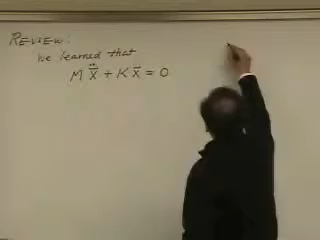 REVIEW:
We learned that
M ẍ̄ + K x̄ = 0